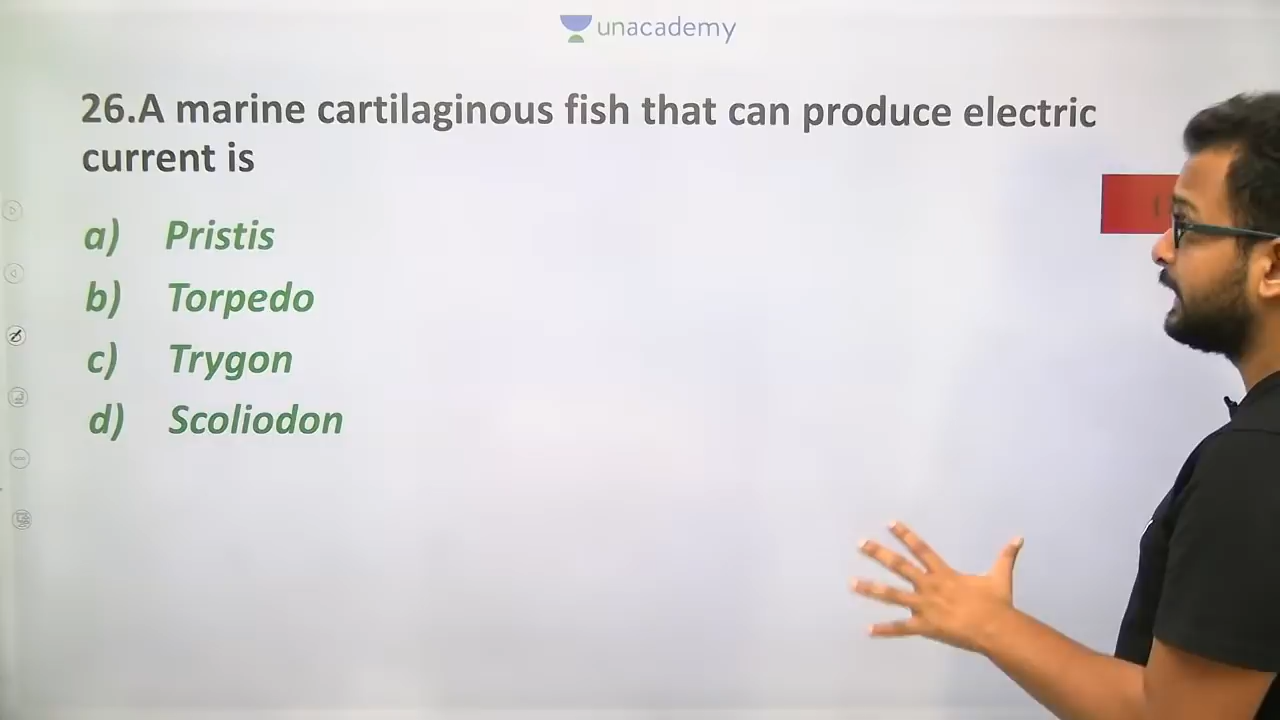 unacademy
26.A marine cartilaginous fish that can produce electric
current is
a) Pristis
b) Torpedo
c) Trygon
d) Scoliodon